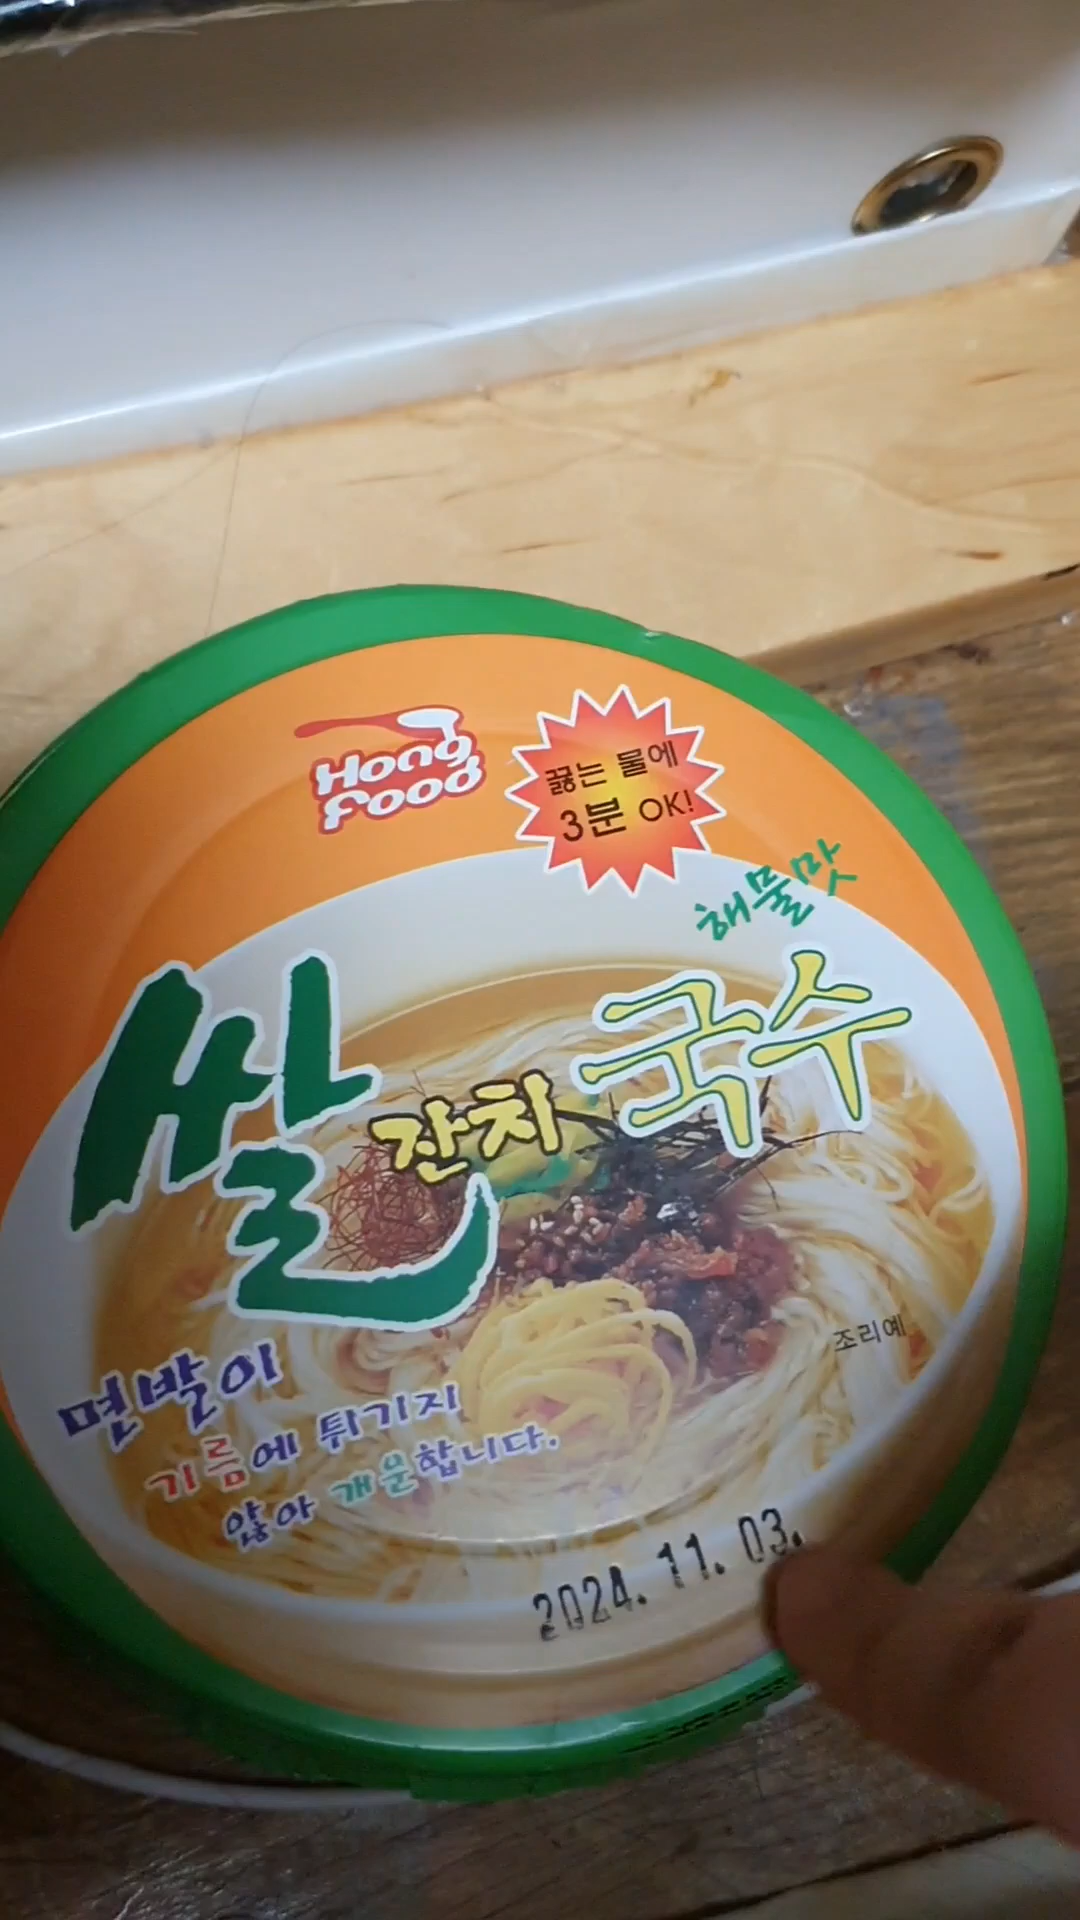 Hong
Food
끓는 물에
3분 OK!
해물맛
쌀 잔치 국수
조리예
면발이
기름에 튀기지
않아 개운합니다.
2024. 11. 03.